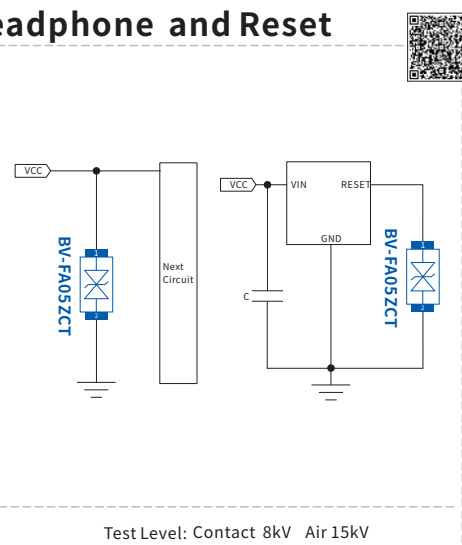 eadphone and Reset
VCC
1
BV-FA05ZCT
2
Next
Circuit
VCC
VIN
RESET
GND
C
1
BV-FA05ZCT
2
Test Level: Contact 8kV Air 15kV